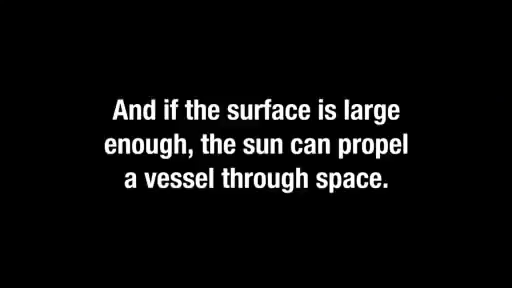 And if the surface is large
enough, the sun can propel
a vessel through space.